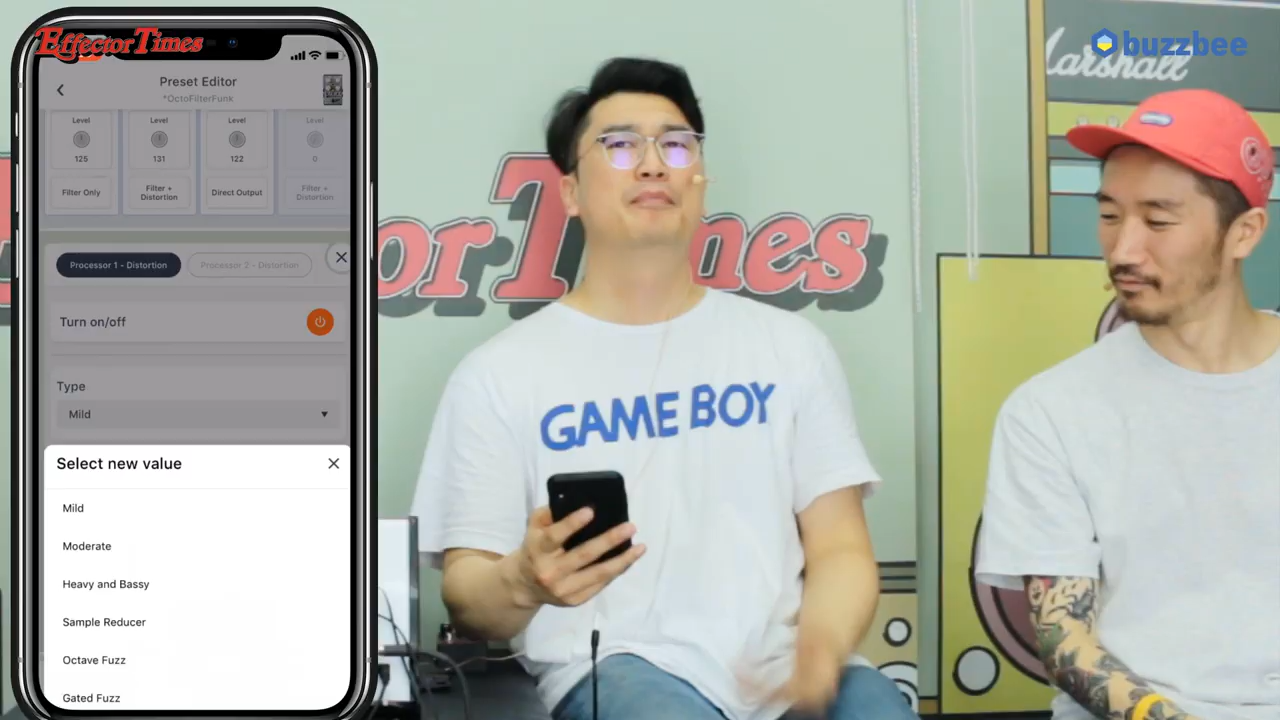 Effector Times
Preset Editor
*OctoFilterFunk
Level
125
Filter Only
Level
131
Filter +
Distortion
Level
122
Direct Output
Level
0
Filter +
Distortion
Processor 1 - Distortion
Processor 2 - Distortion
Turn on/off
Type
Mild
Select new value
Mild
Moderate
Heavy and Bassy
Sample Reducer
Octave Fuzz
Gated Fuzz
or Times
GAME BOY
Marshall
buzzbee